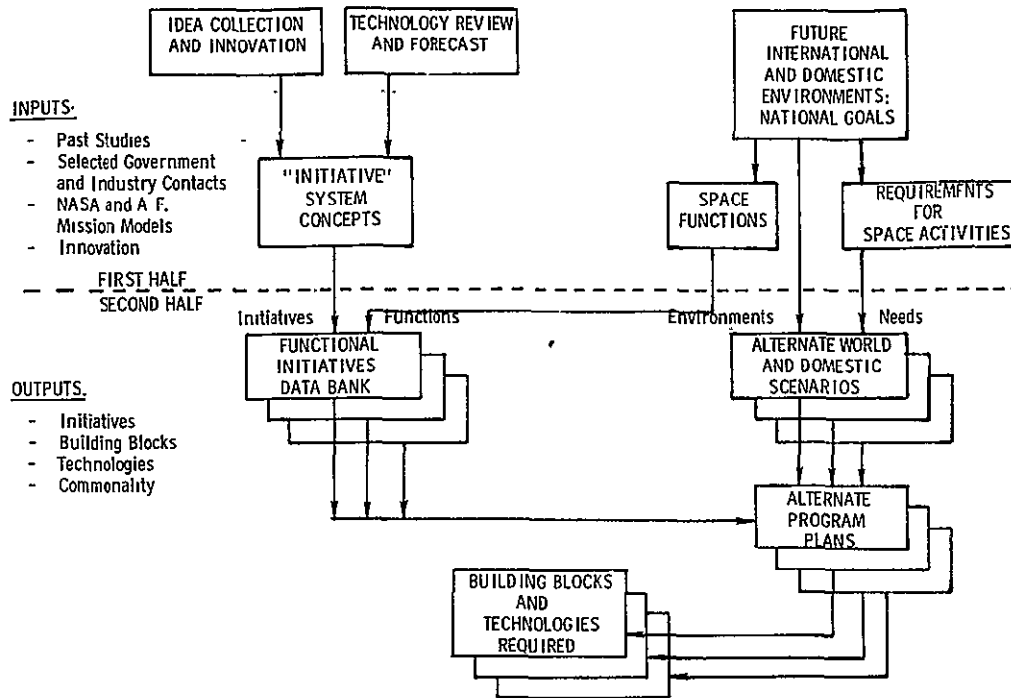 IDEA COLLECTION
AND INNOVATION
TECHNOLOGY REVIEW
AND FORECAST
FUTURE
INTERNATIONAL
AND DOMESTIC
ENVIRONMENTS:
NATIONAL GOALS
INPUTS.
- Past Studies
- Selected Government
and Industry Contacts
- NASA and A F.
Mission Models
- Innovation
"INITIATIVE"
SYSTEM
CONCEPTS
SPACE
FUNCTIONS
REQUIREMENTS
FOR
SPACE ACTIVITIES
FIRST HALF
SECOND HALF
Initiatives
Functions
Environments
Needs
FUNCTIONAL
INITIATIVES
DATA BANK
ALTERNATE WORLD
AND DOMESTIC
SCENARIOS
OUTPUTS.
- Initiatives
- Building Blocks
- Technologies
- Commonality
ALTERNATE
PROGRAM
PLANS
BUILDING BLOCKS
AND
TECHNOLOGIES
REQUIRED